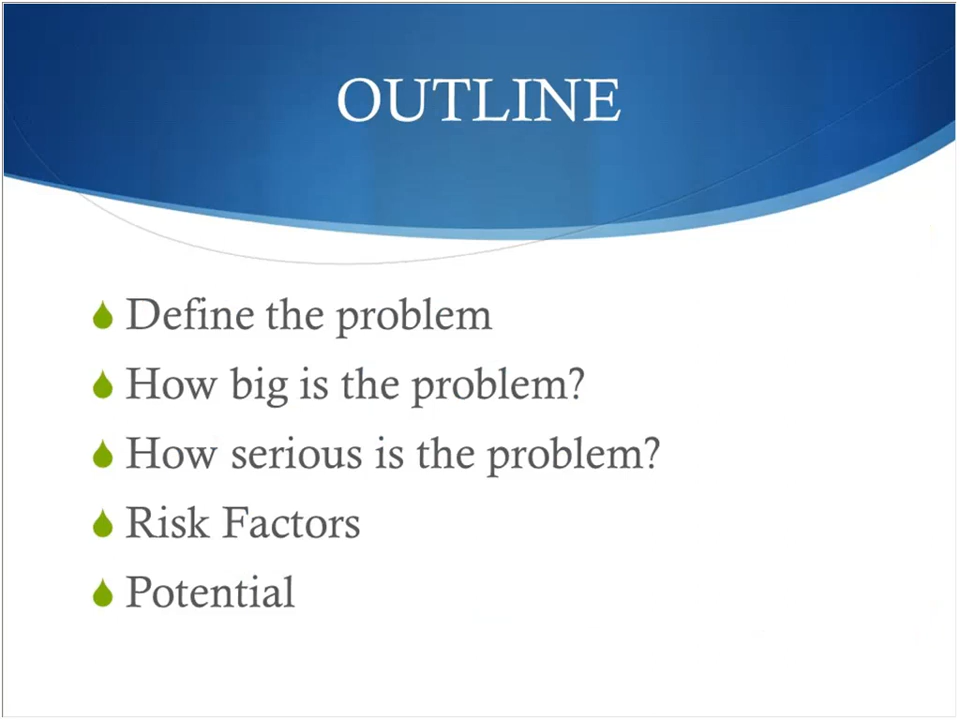 OUTLINE
Define the problem
How big is the problem?
How serious is the problem?
Risk Factors
Potential